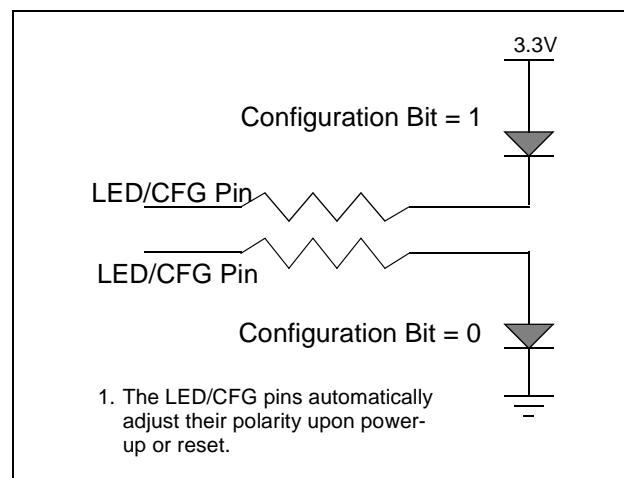 3.3V
Configuration Bit = 1
LED/CFG Pin
LED/CFG Pin
Configuration Bit = 0
1. The LED/CFG pins automatically
adjust their polarity upon power-
up or reset.